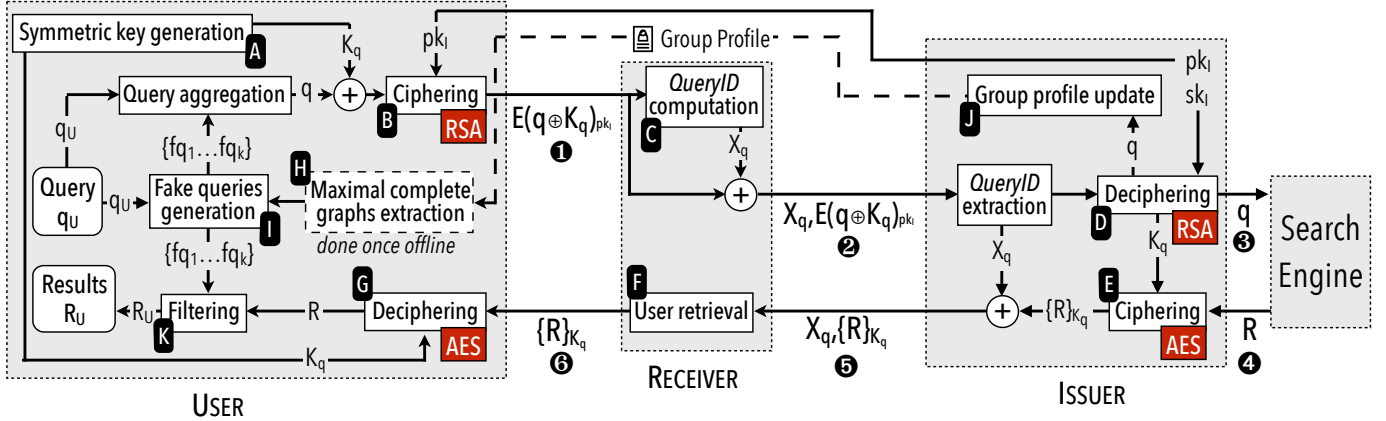 Symmetric key generation
A
Kq
pkI
Group Profile
pkI
skI
Query aggregation
q
+
Ciphering
B
RSA
E(q⊕Kq)pkI
❶
QueryID
computation
C
Xq
+
Group profile update
J
q
qU
{fq1...fqk}
H
Query
qU
qU
Fake queries
generation
I
Maximal complete
graphs extraction
done once offline
Xq,E(q⊕Kq)pkI
❷
QueryID
extraction
Xq
Deciphering
D
RSA
Kq
q
❸
Search
Engine
{fq1...fqk}
Results
RU
RU
Filtering
K
R
G
Deciphering
AES
Kq
{R}Kq
❻
F
User retrieval
Xq,{R}Kq
❺
+
{R}Kq
E
Ciphering
AES
R
❹
USER
RECEIVER
ISSUER